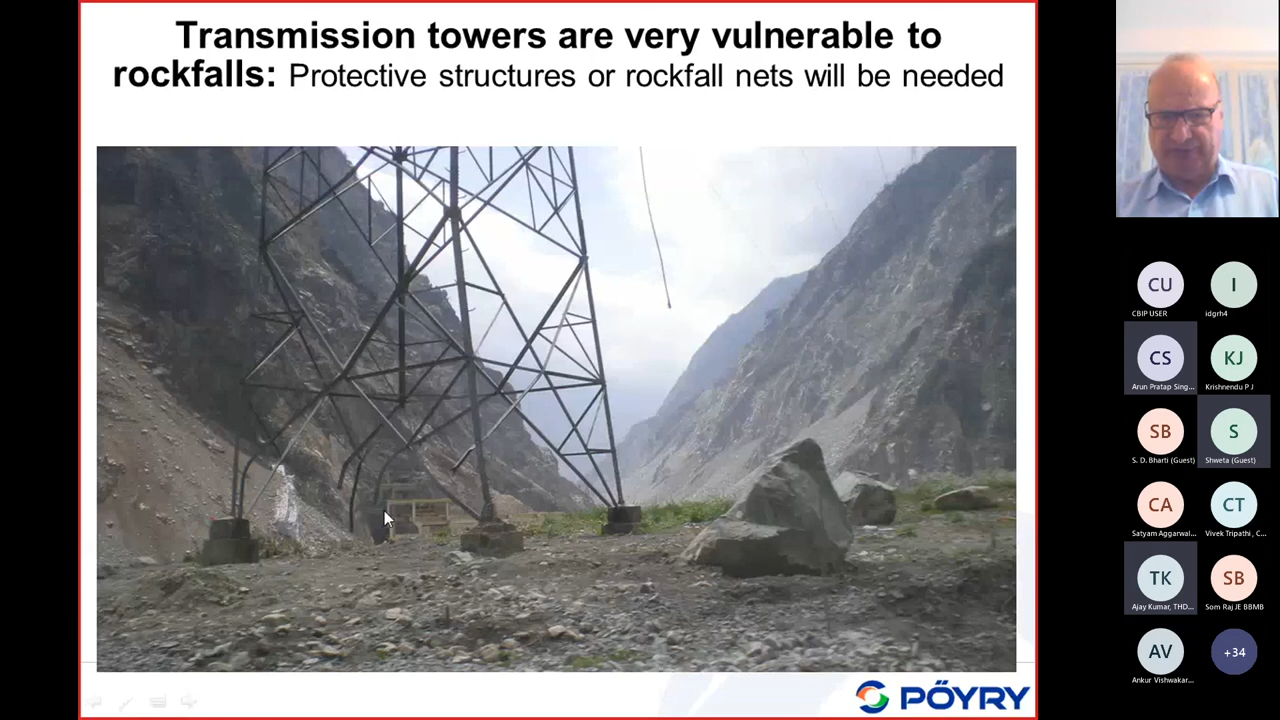 Transmission towers are very vulnerable to
rockfalls: Protective structures or rockfall nets will be needed
PÖYRY
CU
CBIP USER
I
idgrh4
CS
Arun Pratap Sing...
KJ
Krishnendu P J
SB
S. D. Bharti (Guest)
S
Shweta (Guest)
CA
Satyam Aggarwal...
CT
Vivek Tripathi , C...
TK
Ajay Kumar, THD...
SB
Som Raj JE BBMB
AV
Ankur Vishwakar...
+34